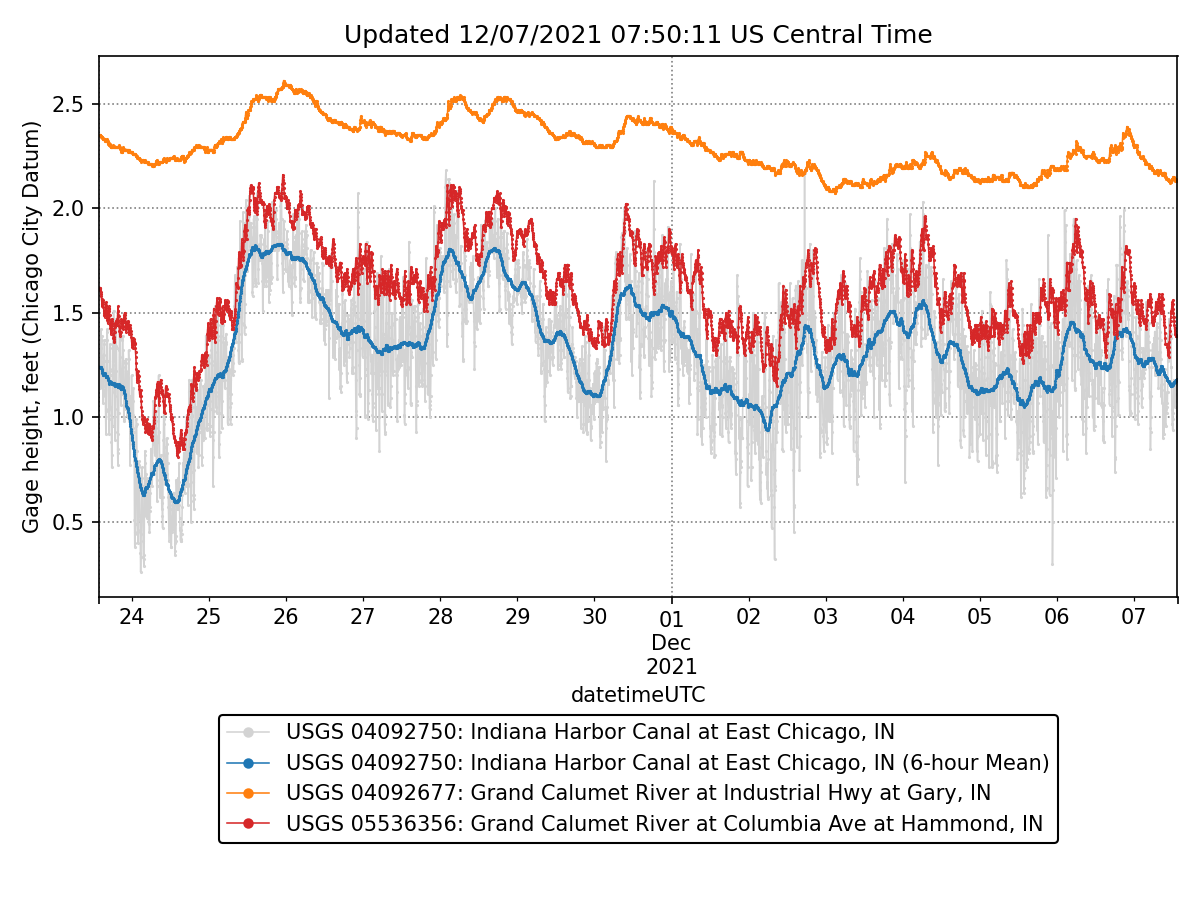 Updated 12/07/2021 07:50:11 US Central Time
Gage height, feet (Chicago City Datum)
2.5
2.0
1.5
1.0
0.5
24 25 26 27 28 29 30 01 02 03 04 05 06 07
Dec
2021
datetimeUTC
USGS 04092750: Indiana Harbor Canal at East Chicago, IN
USGS 04092750: Indiana Harbor Canal at East Chicago, IN (6-hour Mean)
USGS 04092677: Grand Calumet River at Industrial Hwy at Gary, IN
USGS 05536356: Grand Calumet River at Columbia Ave at Hammond, IN